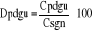 Dpdgu = Cpdgu / Csgn 100